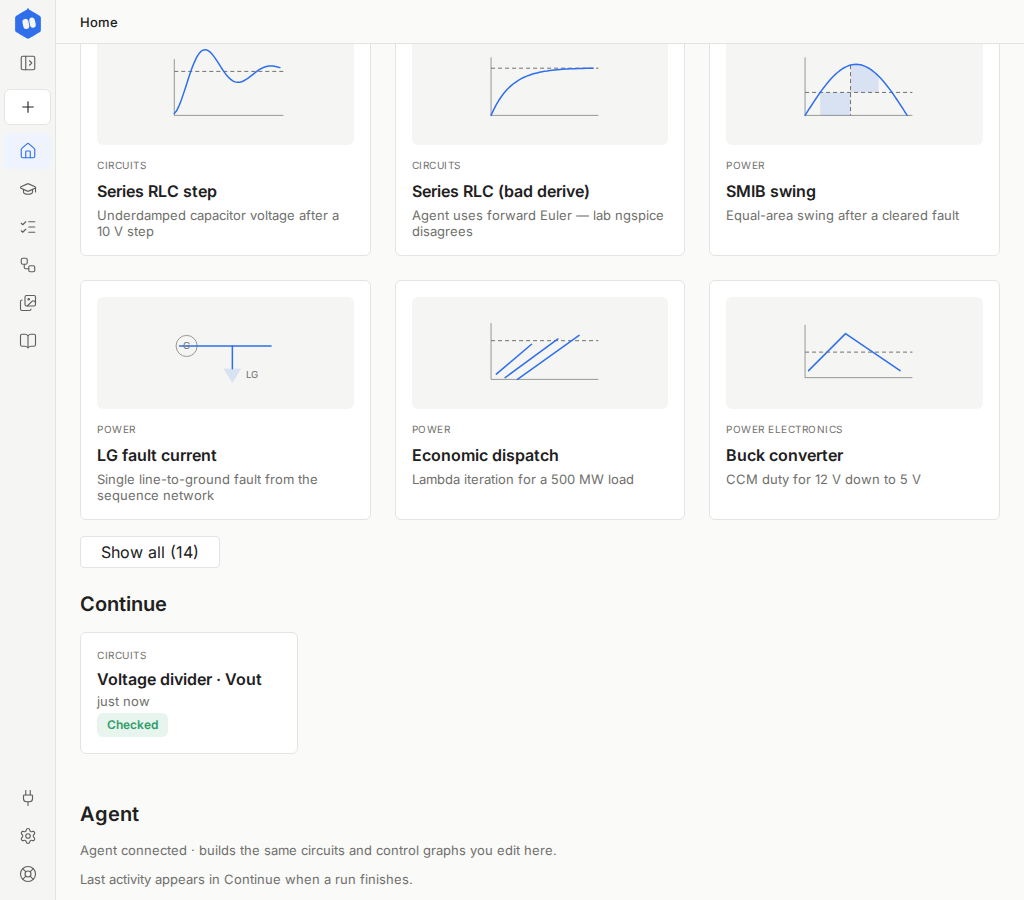 Home
CIRCUITS
Series RLC step
Underdamped capacitor voltage after a
10 V step
CIRCUITS
Series RLC (bad derive)
Agent uses forward Euler — lab ngspice
disagrees
POWER
SMIB swing
Equal-area swing after a cleared fault
G
LG
POWER
LG fault current
Single line-to-ground fault from the
sequence network
POWER
Economic dispatch
Lambda iteration for a 500 MW load
POWER ELECTRONICS
Buck converter
CCM duty for 12 V down to 5 V
Show all (14)
Continue
CIRCUITS
Voltage divider · Vout
just now
Checked
Agent
Agent connected · builds the same circuits and control graphs you edit here.
Last activity appears in Continue when a run finishes.